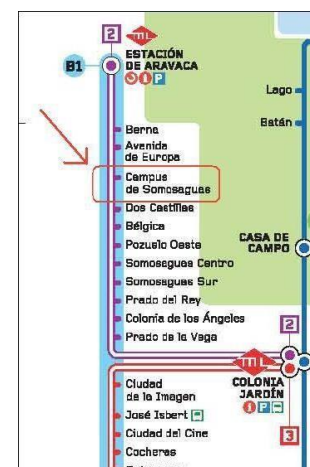 2 ML
ESTACIÓN
DE ARAVACA
B1
P
Lago
Batán
Berna
Avenida
de Europa
Campus
de Somosaguas
Dos Castillas
Bélgica
Pozuelo Oeste
Somosaguas Centro
Somosaguas Sur
Prado del Rey
Colonia de los Ángeles
Prado de la Vega
CASA DE
CAMPO
2
ML
COLONIA
JARDÍN
P
3
Ciudad
de la Imagen
José Isbert
Ciudad del Cine
Cocheras